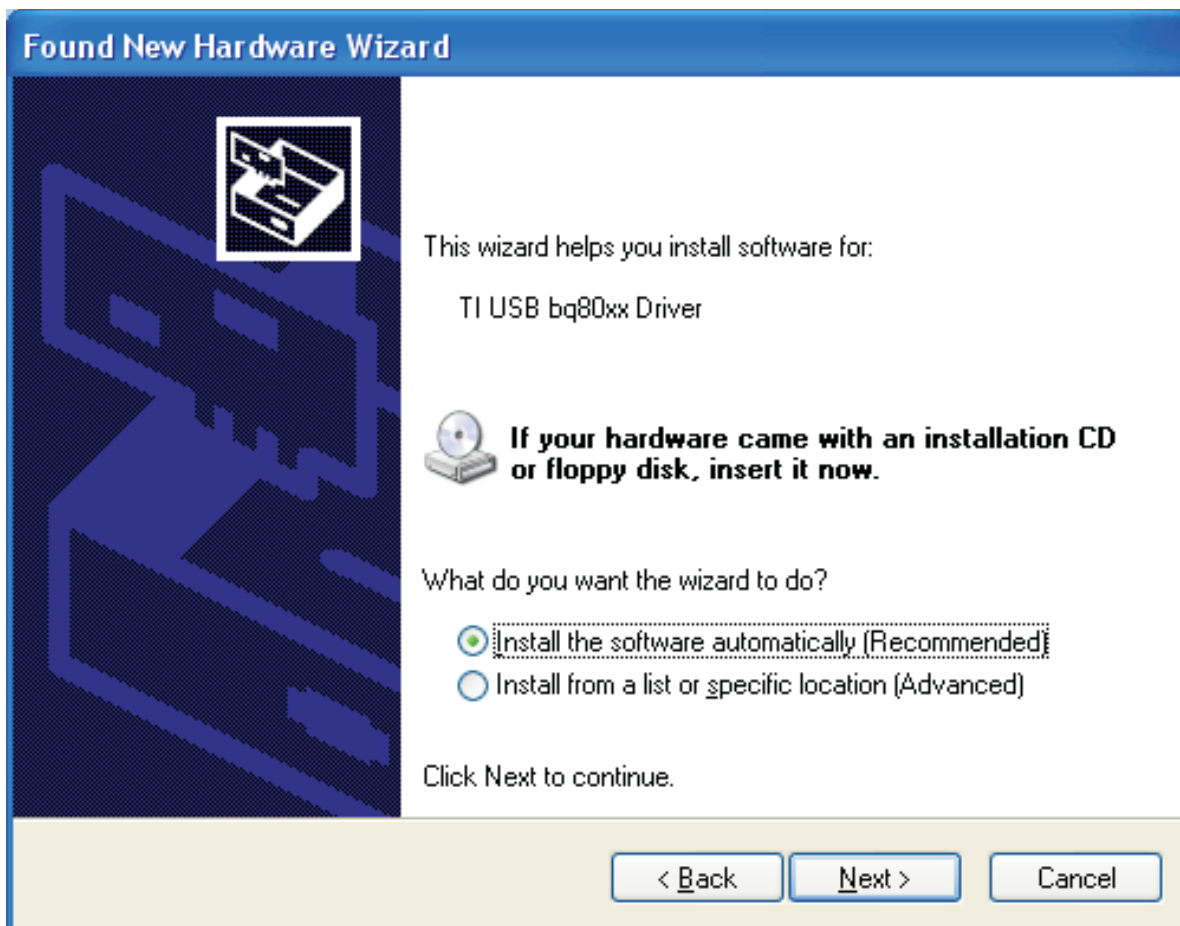 Found New Hardware Wizard
This wizard helps you install software for:
TI USB bq80xx Driver
If your hardware came with an installation CD
or floppy disk, insert it now.
What do you want the wizard to do?
Install the software automatically (Recommended)
Install from a list or specific location (Advanced)
Click Next to continue.
< Back Next > Cancel